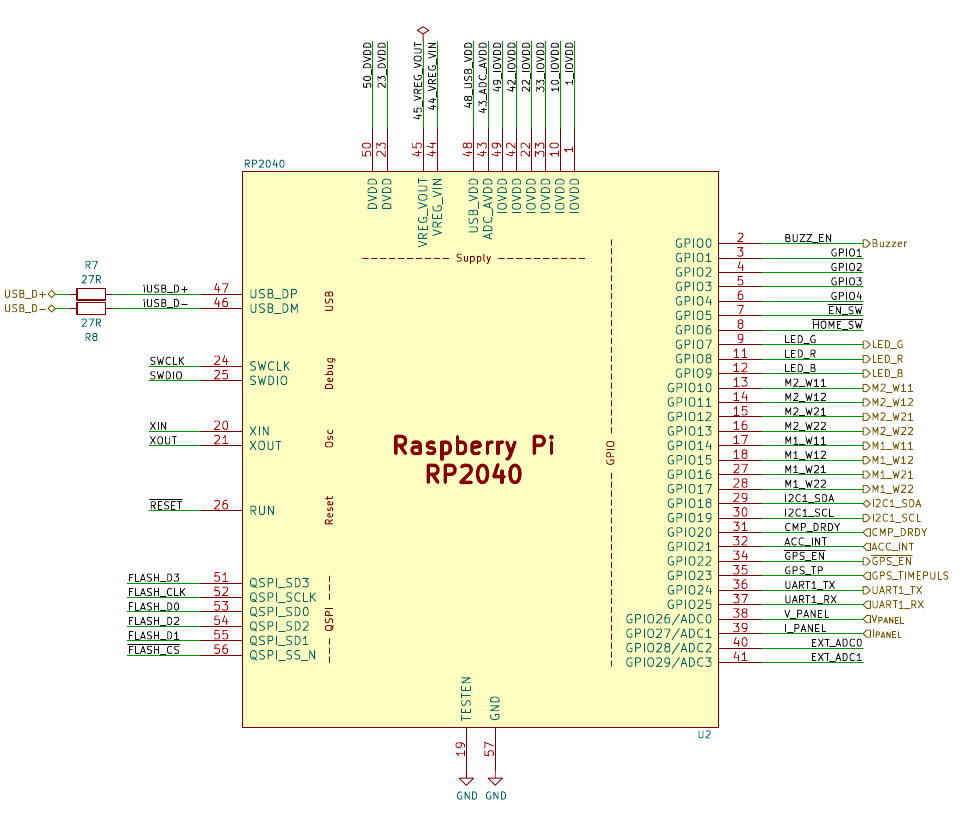 50_DVDD
23_DVDD
45_VREG_VOUT
44_VREG_VIN
48_USB_VDD
43_ADC_AVDD
49_IOVDD
42_IOVDD
22_IOVDD
33_IOVDD
10_IOVDD
1_IOVDD
50 23 45 44 48 43 49 42 22 33 10 1
RP2040
DVDD
DVDD
VREG_VOUT
VREG_VIN
USB_VDD
ADC_AVDD
IOVDD
IOVDD
IOVDD
IOVDD
IOVDD
IOVDD
Supply
R7
27R
USB_D+ iUSB_D+ 47 USB_DP
USB_D- iUSB_D- 46 USB_DM
27R
R8
USB
SWCLK 24 SWCLK
SWDIO 25 SWDIO
Debug
XIN 20 XIN
XOUT 21 XOUT
Osc
RESET 26 RUN
Reset
FLASH_D3 51 QSPI_SD3
FLASH_CLK 52 QSPI_SCLK
FLASH_D0 53 QSPI_SD0
FLASH_D2 54 QSPI_SD2
FLASH_D1 55 QSPI_SD1
FLASH_CS 56 QSPI_SS_N
QSPI
Raspberry Pi
RP2040
GPIO
GPIO0 2 BUZZ_EN Buzzer
GPIO1 3 GPIO1
GPIO2 4 GPIO2
GPIO3 5 GPIO3
GPIO4 6 GPIO4
GPIO5 7 EN_SW
GPIO6 8 HOME_SW
GPIO7 9 LED_G LED_G
GPIO8 11 LED_R LED_R
GPIO9 12 LED_B LED_B
GPIO10 13 M2_W11 M2_W11
GPIO11 14 M2_W12 M2_W12
GPIO12 15 M2_W21 M2_W21
GPIO13 16 M2_W22 M2_W22
GPIO14 17 M1_W11 M1_W11
GPIO15 18 M1_W12 M1_W12
GPIO16 27 M1_W21 M1_W21
GPIO17 28 M1_W22 M1_W22
GPIO18 29 I2C1_SDA I2C1_SDA
GPIO19 30 I2C1_SCL I2C1_SCL
GPIO20 31 CMP_DRDY CMP_DRDY
GPIO21 32 ACC_INT ACC_INT
GPIO22 34 GPS_EN GPS_EN
GPIO23 35 GPS_TP GPS_TIMEPULS
GPIO24 36 UART1_TX UART1_TX
GPIO25 37 UART1_RX UART1_RX
GPIO26/ADC0 38 V_PANEL VPANEL
GPIO27/ADC1 39 I_PANEL IPANEL
GPIO28/ADC2 40 EXT_ADC0
GPIO29/ADC3 41 EXT_ADC1
TESTEN
GND
U2
19 57
GND GND